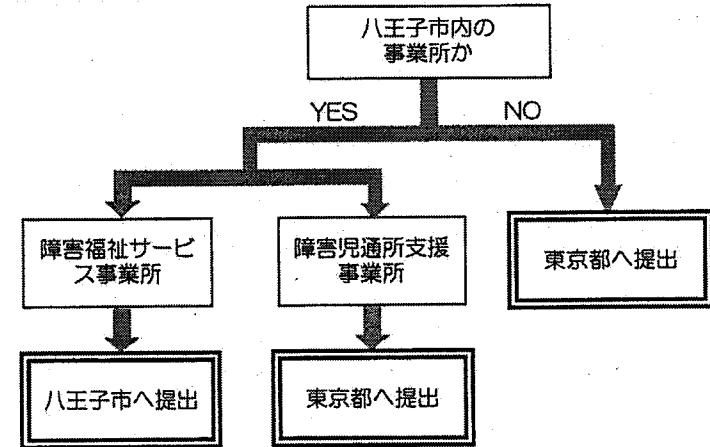 八王子市内の
事業所か
YES
NO
障害福祉サービ
ス事業所
障害児通所支援
事業所
東京都へ提出
八王子市へ提出
東京都へ提出